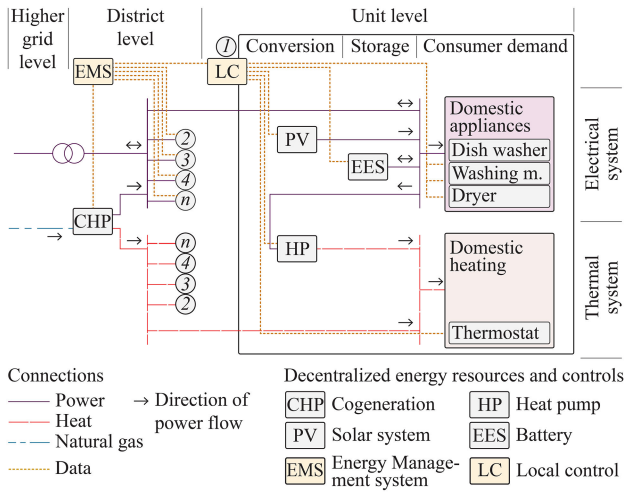 Higher grid level
District level
Unit level
1
Conversion
Storage
Consumer demand
EMS
LC
Domestic appliances
Dish washer
Washing m.
Dryer
PV
EES
2
3
4
n
CHP
HP
n
4
3
2
Domestic heating
Thermostat
Electrical system
Thermal system
Connections
Power
Heat
Natural gas
Data
Direction of power flow
Decentralized energy resources and controls
CHP Cogeneration
HP Heat pump
PV Solar system
EES Battery
EMS Energy Manage-
ment system
LC Local control